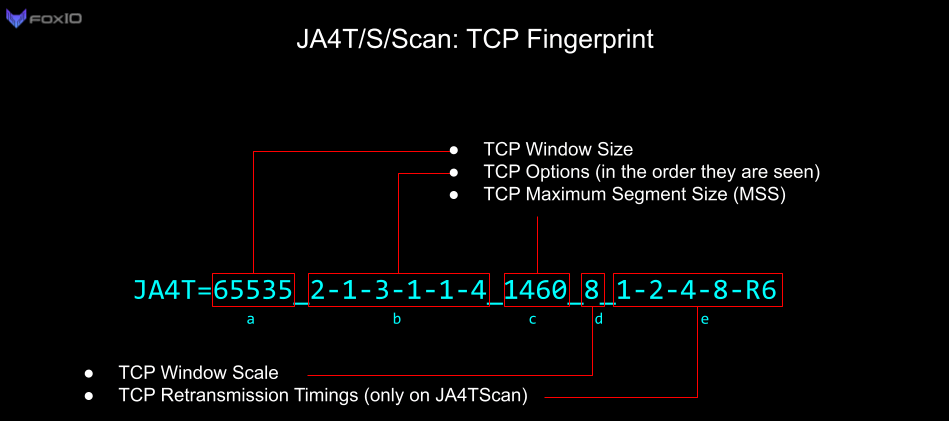 FOXIO
JA4T/S/Scan: TCP Fingerprint
● TCP Window Size
● TCP Options (in the order they are seen)
● TCP Maximum Segment Size (MSS)
JA4T=65535_2-1-3-1-1-4_1460_8_1-2-4-8-R6
a b c d e
● TCP Window Scale
● TCP Retransmission Timings (only on JA4TScan)